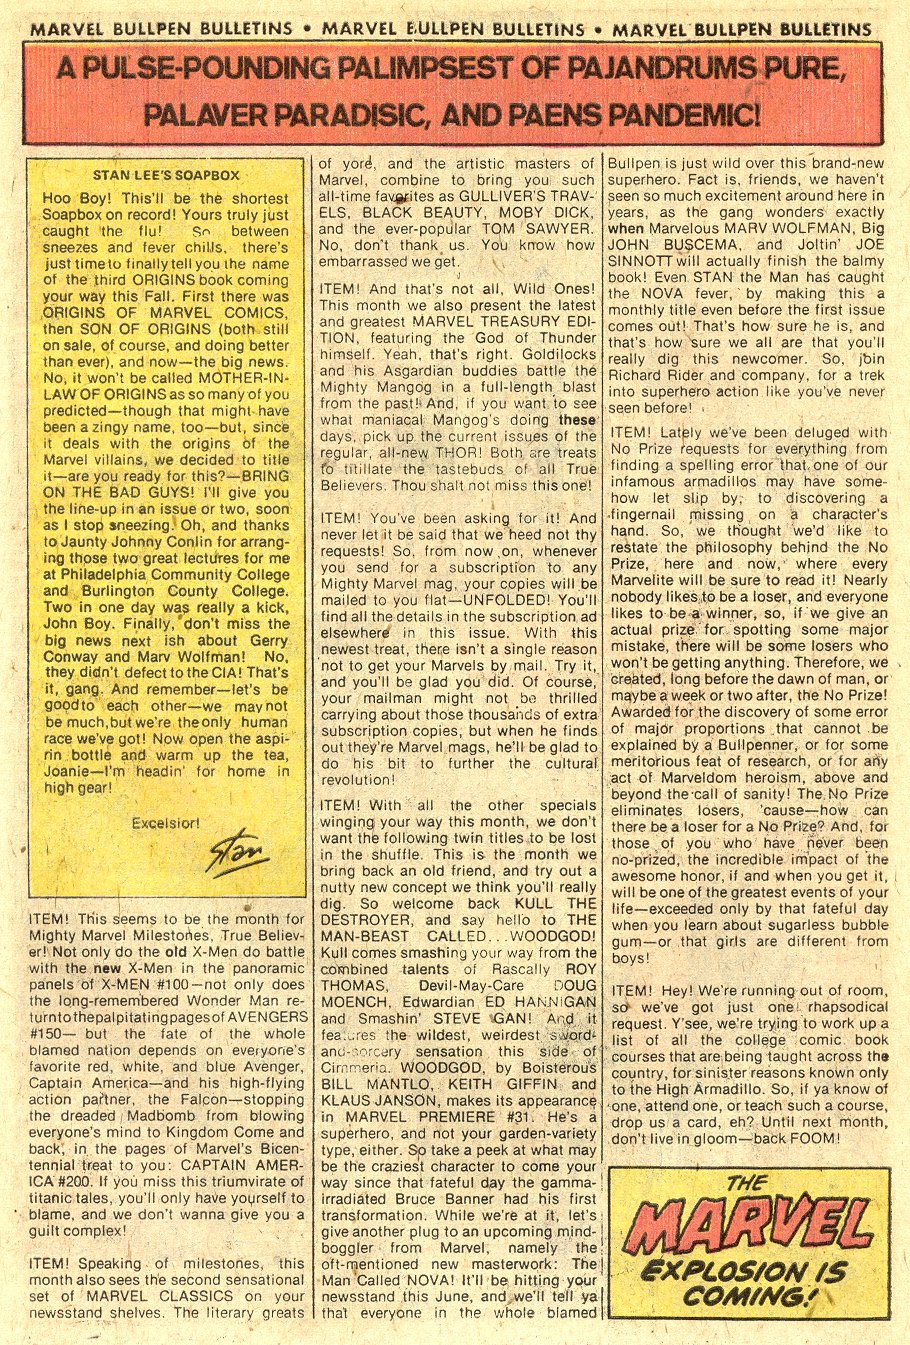 MARVEL BULLPEN BULLETINS • MARVEL BULLPEN BULLETINS • MARVEL BULLPEN BULLETINS
A PULSE-POUNDING PALIMPSEST OF PAJANDRUMS PURE,
PALAVER PARADISIC, AND PAENS PANDEMIC!
STAN LEE'S SOAPBOX
Hoo Boy! This'll be the shortest
Soapbox on record! Yours truly just
caught the flu! So between
sneezes and fever chills, there's
just time to finally tell you the name
of the third ORIGINS book coming
your way this Fall. First there was
ORIGINS OF MARVEL COMICS,
then SON OF ORIGINS (both still
on sale, of course, and doing better
than ever), and now—the big news.
No, it won't be called MOTHER-IN-
LAW OF ORIGINS as so many of you
predicted—though that might have
been a zingy name, too—but, since
it deals with the origins of the
Marvel villains, we decided to title
it—are you ready for this?—BRING
ON THE BAD GUYS! I'll give you
the line-up in an issue or two, soon
as I stop sneezing! Oh, and thanks
to Jaunty Johnny Conlin for arrang-
ing those two great lectures for me
at Philadelphia Community College
and Burlington County College.
Two in one day was really a kick,
John Boy. Finally, don't miss the
big news next ish about Gerry
Conway and Marv Wolfman! No,
they didn't defect to the CIA! That's
it, gang. And remember—let's be
good to each other—we may not
be much, but we're the only human
race we've got! Now open the aspi-
rin bottle and warm up the tea,
Joanie—I'm headin' for home in
high gear!
Excelsior!
Stan
ITEM! This seems to be the month for
Mighty Marvel Milestones, True Believ-
er! Not only do the old X-Men do battle
with the new X-Men in the panoramic
panels of X-MEN #100—not only does
the long-remembered Wonder Man re-
turn to the palpitating pages of AVENGERS
#150— but the fate of the whole
blamed nation depends on everyone's
favorite red, white, and blue Avenger,
Captain America—and his high-flying
action partner, the Falcon—stopping
the dreaded Madbomb from blowing
everyone's mind to Kingdom Come and
back, in the pages of Marvel's Bicen-
tennial treat to you: CAPTAIN AMER-
ICA #200. If you miss this triumvirate of
titanic tales, you'll only have yourself to
blame, and we don't wanna give you a
guilt complex!
ITEM! Speaking of milestones, this
month also sees the second sensational
set of MARVEL CLASSICS on your
newsstand shelves. The literary greats
of yore, and the artistic masters of
Marvel, combine to bring you such
all-time favorites as GULLIVER'S TRAV-
ELS, BLACK BEAUTY, MOBY DICK,
and the ever-popular TOM SAWYER.
No, don't thank us. You know how
embarrassed we get.
ITEM! And that's not all, Wild Ones!
This month we also present the latest
and greatest MARVEL TREASURY EDI-
TION, featuring the God of Thunder
himself. Yeah, that's right. Goldilocks
and his Asgardian buddies battle the
Mighty Mangog in a full-length blast
from the past!! And, if you want to see
what maniacal Mangog's doing these
days, pick up the current issues of the
regular, all-new THOR! Both are treats
to titillate the tastebuds of all True
Believers. Thou shalt not miss this one!
ITEM! You've been asking for it! And
never let it be said that we heed not thy
requests! So, from now on, whenever
you send for a subscription to any
Mighty Marvel mag, your copies will be
mailed to you flat—UNFOLDED! You'll
find all the details in the subscription ad
elsewhere in this issue. With this
newest treat, there isn't a single reason
not to get your Marvels by mail. Try it,
and you'll be glad you did. Of course,
your mailman might not be thrilled
carrying about those thousands of extra
subscription copies, but when he finds
out they're Marvel mags, he'll be glad to
do his bit to further the cultural
revolution!
ITEM! With all the other specials
winging your way this month, we don't
want the following twin titles to be lost
in the shuffle. This is the month we
bring back an old friend, and try out a
nutty new concept we think you'll really
dig. So welcome back KULL THE
DESTROYER, and say hello to THE
MAN-BEAST CALLED...WOODGOD!
Kull comes smashing your way from the
combined talents of Rascally ROY
THOMAS, Devil-May-Care DOUG
MOENCH, Edwardian ED HANNIGAN
and Smashin' STEVE GAN! And it
features the wildest, weirdest sword-
and-sorcery sensation this side of
Cimmeria. WOODGOD, by Boisterous
BILL MANTLO, KEITH GIFFIN and
KLAUS JANSON, makes its appearance
in MARVEL PREMIERE #31. He's a
superhero, and not your garden-variety
type, either. So take a peek at what may
be the craziest character to come your
way since that fateful day the gamma-
irradiated Bruce Banner had his first
transformation. While we're at it, let's
give another plug to an upcoming mind-
boggler from Marvel, namely the
oft-mentioned new masterwork: The
Man Called NOVA! It'll be hitting your
newsstand this June, and we'll tell ya
that everyone in the whole blamed
Bullpen is just wild over this brand-new
superhero. Fact is, friends, we haven't
seen so much excitement around here in
years, as the gang wonders exactly
when Marvelous MARV WOLFMAN, Big
JOHN BUSCEMA, and Joltin' JOE
SINNOTT will actually finish the balmy
book! Even STAN the Man has caught
the NOVA fever, by making this a
monthly title even before the first issue
comes out! That's how sure he is, and
that's how sure we all are that you'll
really dig this newcomer. So, join
Richard Rider and company, for a trek
into superhero action like you've never
seen before!
ITEM! Lately we've been deluged with
No Prize requests for everything from
finding a spelling error that one of our
infamous armadillos may have some-
how let slip by, to discovering a
fingernail missing on a character's
hand. So, we thought we'd like to
restate the philosophy behind the No
Prize, here and now, where every
Marvelite will be sure to read it! Nearly
nobody likes to be a loser, and everyone
likes to be a winner, so, if we give an
actual prize for spotting some major
mistake, there will be some losers who
won't be getting anything. Therefore, we
created, long before the dawn of man, or
maybe a week or two after, the No Prize!
Awarded for the discovery of some error
of major proportions that cannot be
explained by a Bullpenner, or for some
meritorious feat of research, or for any
act of Marveldom heroism, above and
beyond the call of sanity! The No Prize
eliminates losers, 'cause—how can
there be a loser for a No Prize? And, for
those of you who have never been
no-prized, the incredible impact of the
awesome honor, if and when you get it,
will be one of the greatest events of your
life—exceeded only by that fateful day
when you learn about sugarless bubble
gum—or that girls are different from
boys!
ITEM! Hey! We're running out of room,
so we've got just one rhapsodical
request. Y'see, we're trying to work up a
list of all the college comic book
courses that are being taught across the
country, for sinister reasons known only
to the High Armadillo. So, if ya know of
one, attend one, or teach such a course,
drop us a card, eh? Until next month,
don't live in gloom—back FOOM!
THE
MARVEL
EXPLOSION IS
COMING!